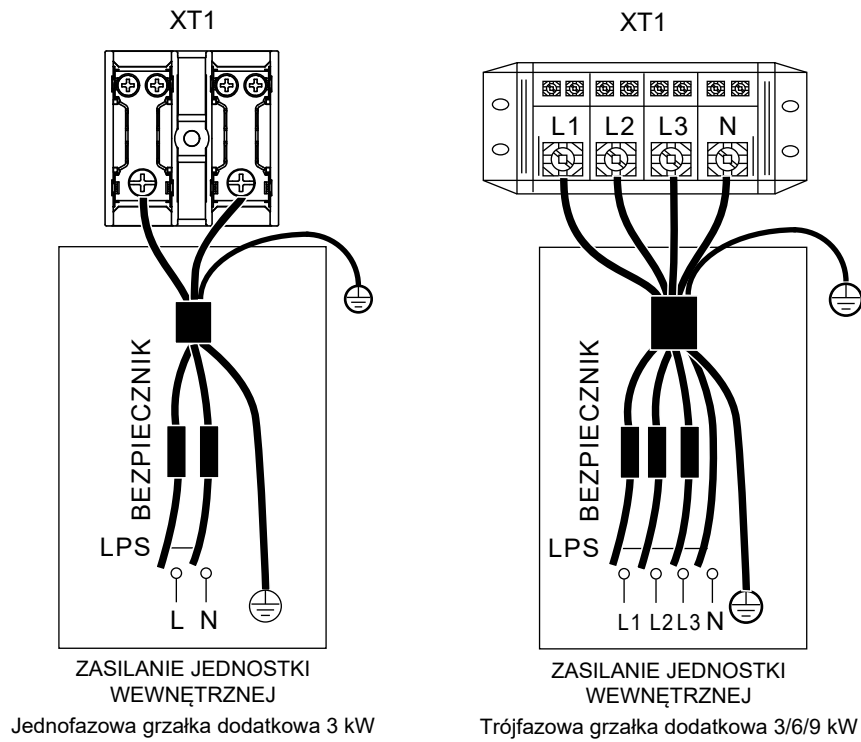 XT1
BEZPIECZNIK
LPS
L N
ZASILANIE JEDNOSTKI
WEWNĘTRZNEJ
Jednofazowa grzałka dodatkowa 3 kW
XT1
L1 L2 L3 N
BEZPIECZNIK
LPS
L1 L2 L3 N
ZASILANIE JEDNOSTKI
WEWNĘTRZNEJ
Trójfazowa grzałka dodatkowa 3/6/9 kW